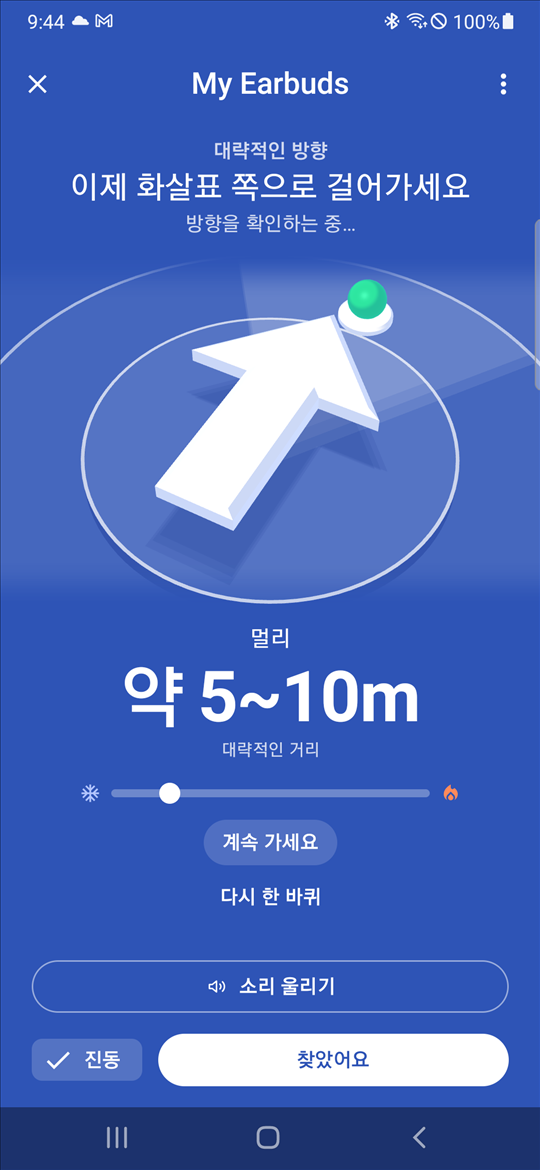 9:44
100%
My Earbuds
대략적인 방향
이제 화살표 쪽으로 걸어가세요
방향을 확인하는 중...
멀리
약 5~10m
대략적인 거리
계속 가세요
다시 한 바퀴
소리 울리기
진동
찾았어요